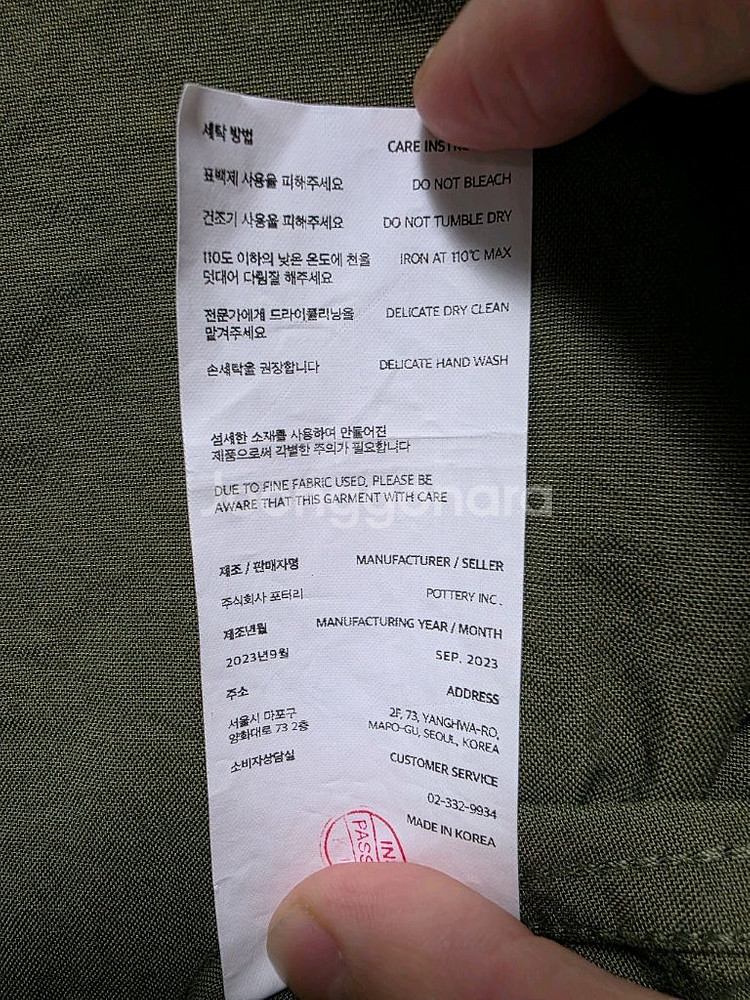 세탁 방법 CARE
표백제 사용을 피해주세요 DO NOT BLEACH
건조기 사용을 피해주세요 DO NOT TUMBLE DRY
110도 이하의 낮은 온도에 천을 IRON AT 110℃ MAX
덧대어 다림질 해주세요
전문가에게 드라이클리닝을 DELICATE DRY CLEAN
맡겨주세요
손세탁을 권장합니다 DELICATE HAND WASH
섬세한 소재를 사용하여 만들어진
제품으로써 각별한 주의가 필요합니다
DUE TO FINE FABRIC USED, PLEASE BE
AWARE THAT THIS GARMENT WITH CARE
제조 / 판매자명 MANUFACTURER / SELLER
주식회사 포터리 POTTERY INC.
제조년월 MANUFACTURING YEAR / MONTH
2023년9월 SEP. 2023
주소 ADDRESS
서울시 마포구 2F, 73, YANGHWA-RO,
양화대로 73 2층 MAPO-GU, SEOUL, KOREA
소비자상담실 CUSTOMER SERVICE
02-332-9934
MADE IN KOREA